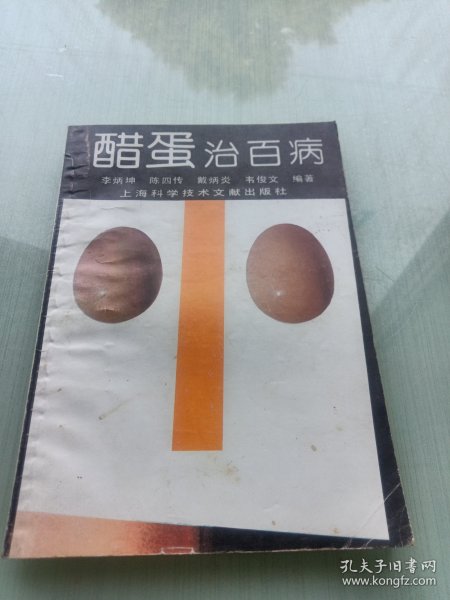 醋蛋治百病
李炳坤 陈四传 戴炳炎 韦俊文 编著
上海科学技术文献出版社
孔夫子旧书网
www.kongfz.com